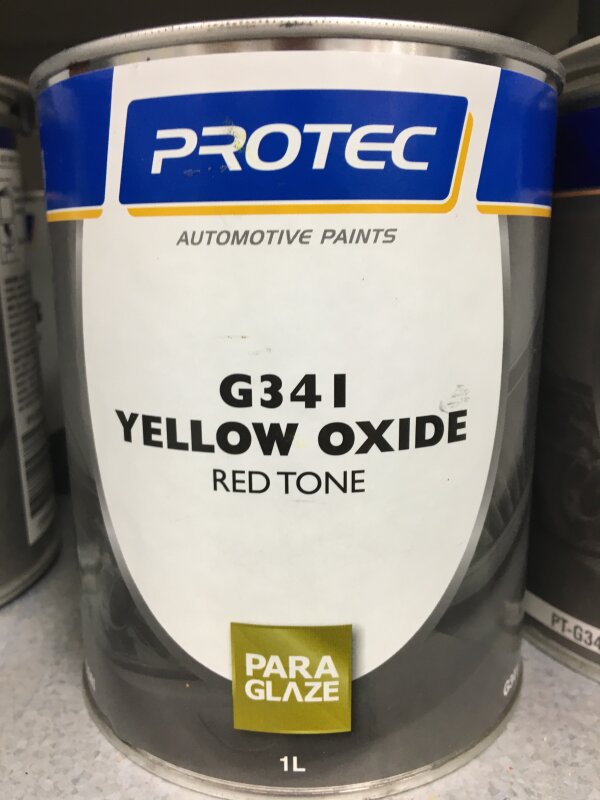 PROTEC
AUTOMOTIVE PAINTS
G341
YELLOW OXIDE
RED TONE
PARA
GLAZE
1L
PT-G34